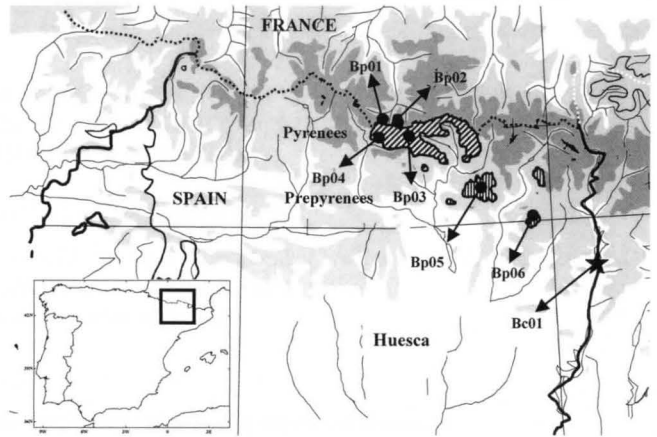 FRANCE
Bp01
Bp02
Pyrenees
Bp04
SPAIN
Prepyrenees
Bp03
Bp05
Bp06
Bc01
Huesca